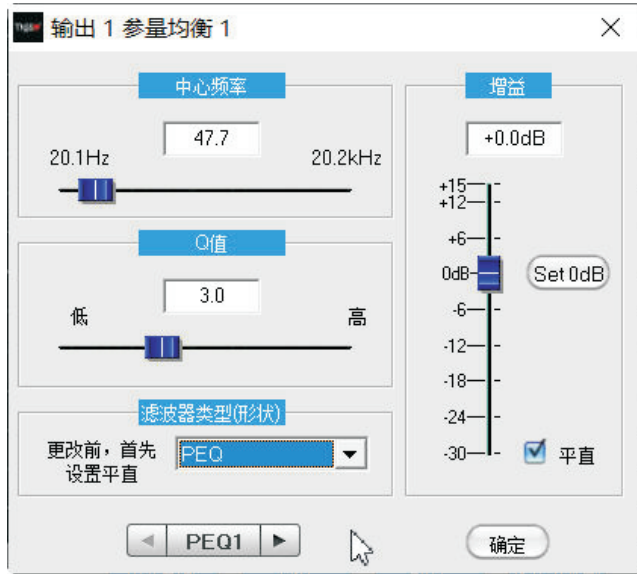 输出 1 参量均衡 1
中心频率
47.7
20.1Hz
20.2kHz
Q值
3.0
低
高
滤波器类型(形状)
更改前，首先
设置平直
PEQ
PEQ1
增益
+0.0dB
+15
+12
+6
0dB
-6
-12
-18
-24
-30
Set 0dB
平直
确定